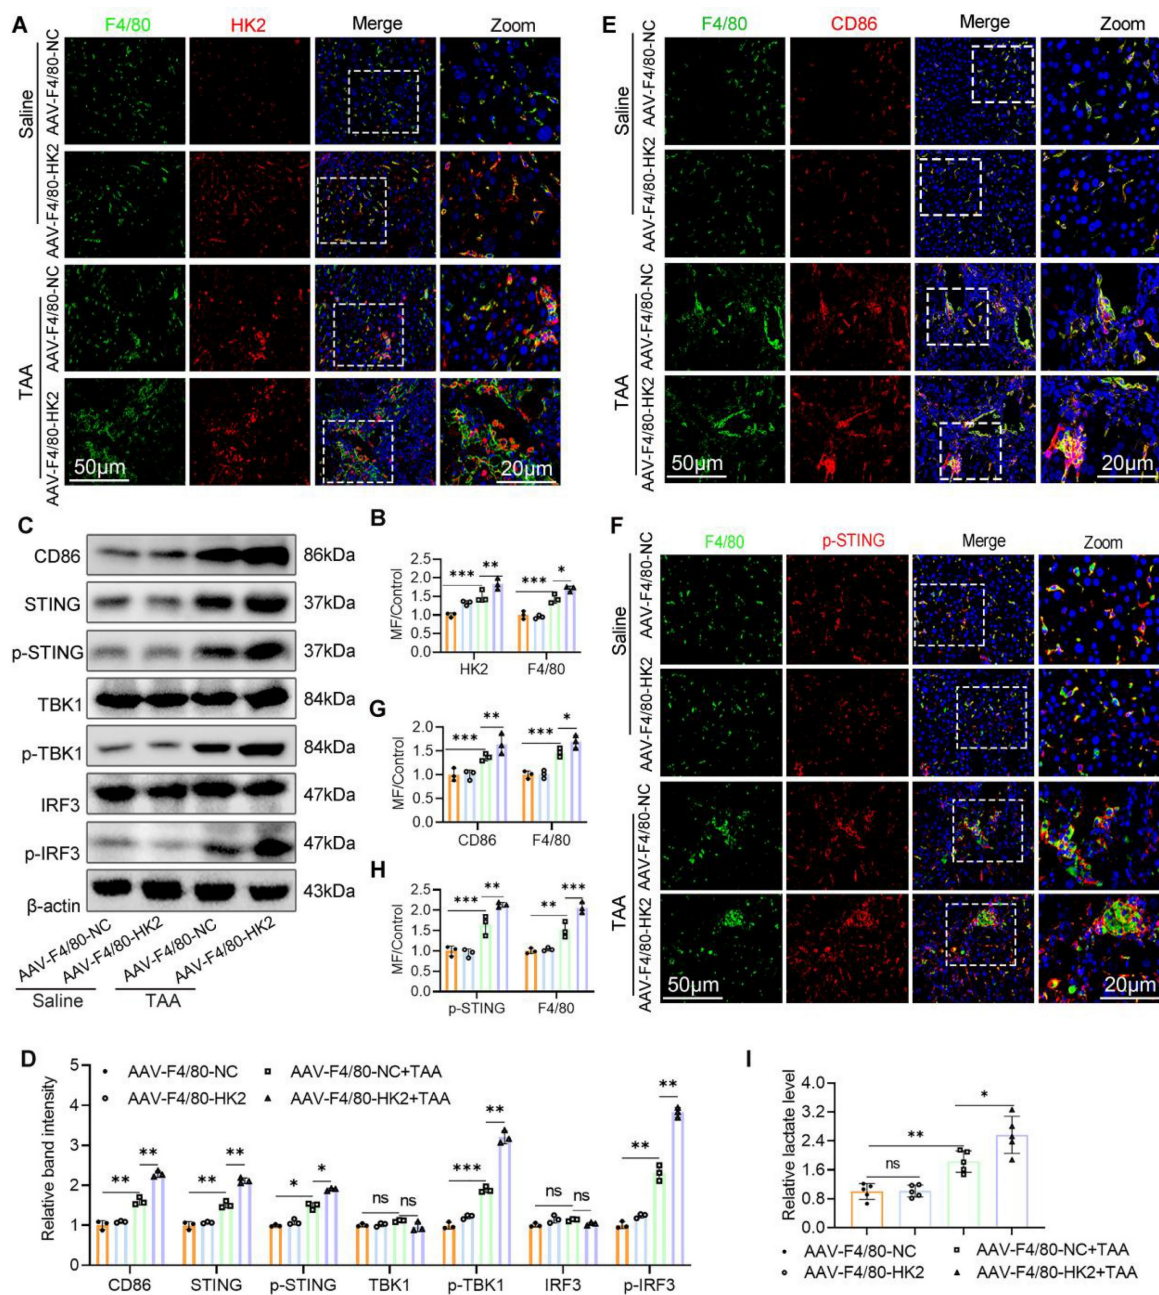 A
F4/80
HK2
Merge
Zoom
Saline
AAV-F4/80-NC
AAV-F4/80-HK2
TAA
AAV-F4/80-NC
AAV-F4/80-HK2
50μm
20μm
E
F4/80
CD86
Merge
Zoom
Saline
AAV-F4/80-NC
AAV-F4/80-HK2
TAA
AAV-F4/80-NC
AAV-F4/80-HK2
50μm
20μm
C
CD86 86kDa
STING 37kDa
p-STING 37kDa
TBK1 84kDa
p-TBK1 84kDa
IRF3 47kDa
p-IRF3 47kDa
β-actin 43kDa
AAV-F4/80-NC
AAV-F4/80-HK2
AAV-F4/80-NC
AAV-F4/80-HK2
Saline
TAA
B
MF/Control
2.5
2.0
1.5
1.0
0.5
0.0
*** ** *** *
HK2 F4/80
G
MF/Control
2.0
1.5
1.0
0.5
0.0
*** ** *** *
CD86 F4/80
H
MF/Control
2.5
2.0
1.5
1.0
0.5
0.0
*** ** ** ***
p-STING F4/80
F
F4/80
p-STING
Merge
Zoom
Saline
AAV-F4/80-NC
AAV-F4/80-HK2
TAA
AAV-F4/80-NC
AAV-F4/80-HK2
50μm
20μm
D
Relative band intensity
5
4
3
2
1
0
AAV-F4/80-NC
AAV-F4/80-NC+TAA
AAV-F4/80-HK2
AAV-F4/80-HK2+TAA
** ** ** ** * * ns ns *** ** ns ns ** **
CD86 STING p-STING TBK1 p-TBK1 IRF3 p-IRF3
I
Relative lactate level
4.0
3.2
2.4
1.6
0.8
0.0
ns ** *
AAV-F4/80-NC
AAV-F4/80-NC+TAA
AAV-F4/80-HK2
AAV-F4/80-HK2+TAA